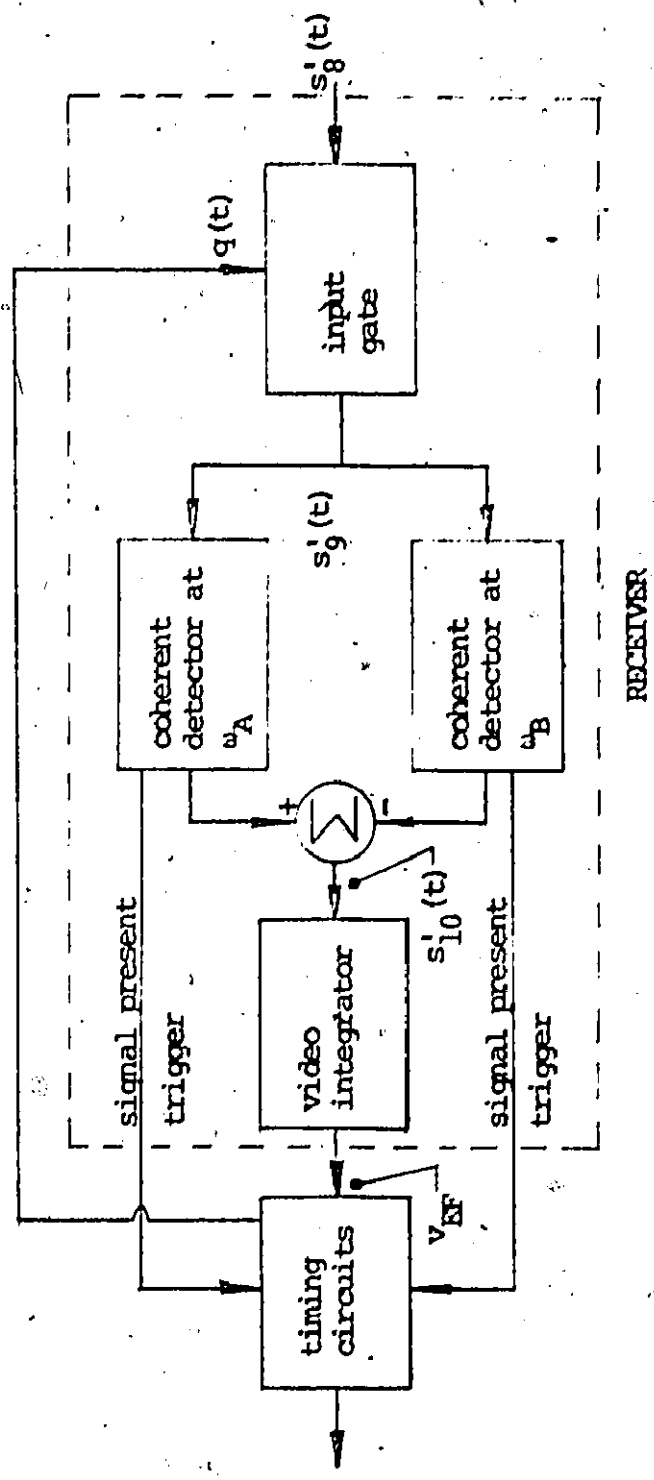 s'8(t)
q(t)
input
gate
s'9(t)
coherent
detector at
ωA
coherent
detector at
ωB
+
Σ
-
s'10(t)
signal present
trigger
signal present
trigger
video
integrator
vEF
timing
circuits
RECEIVER